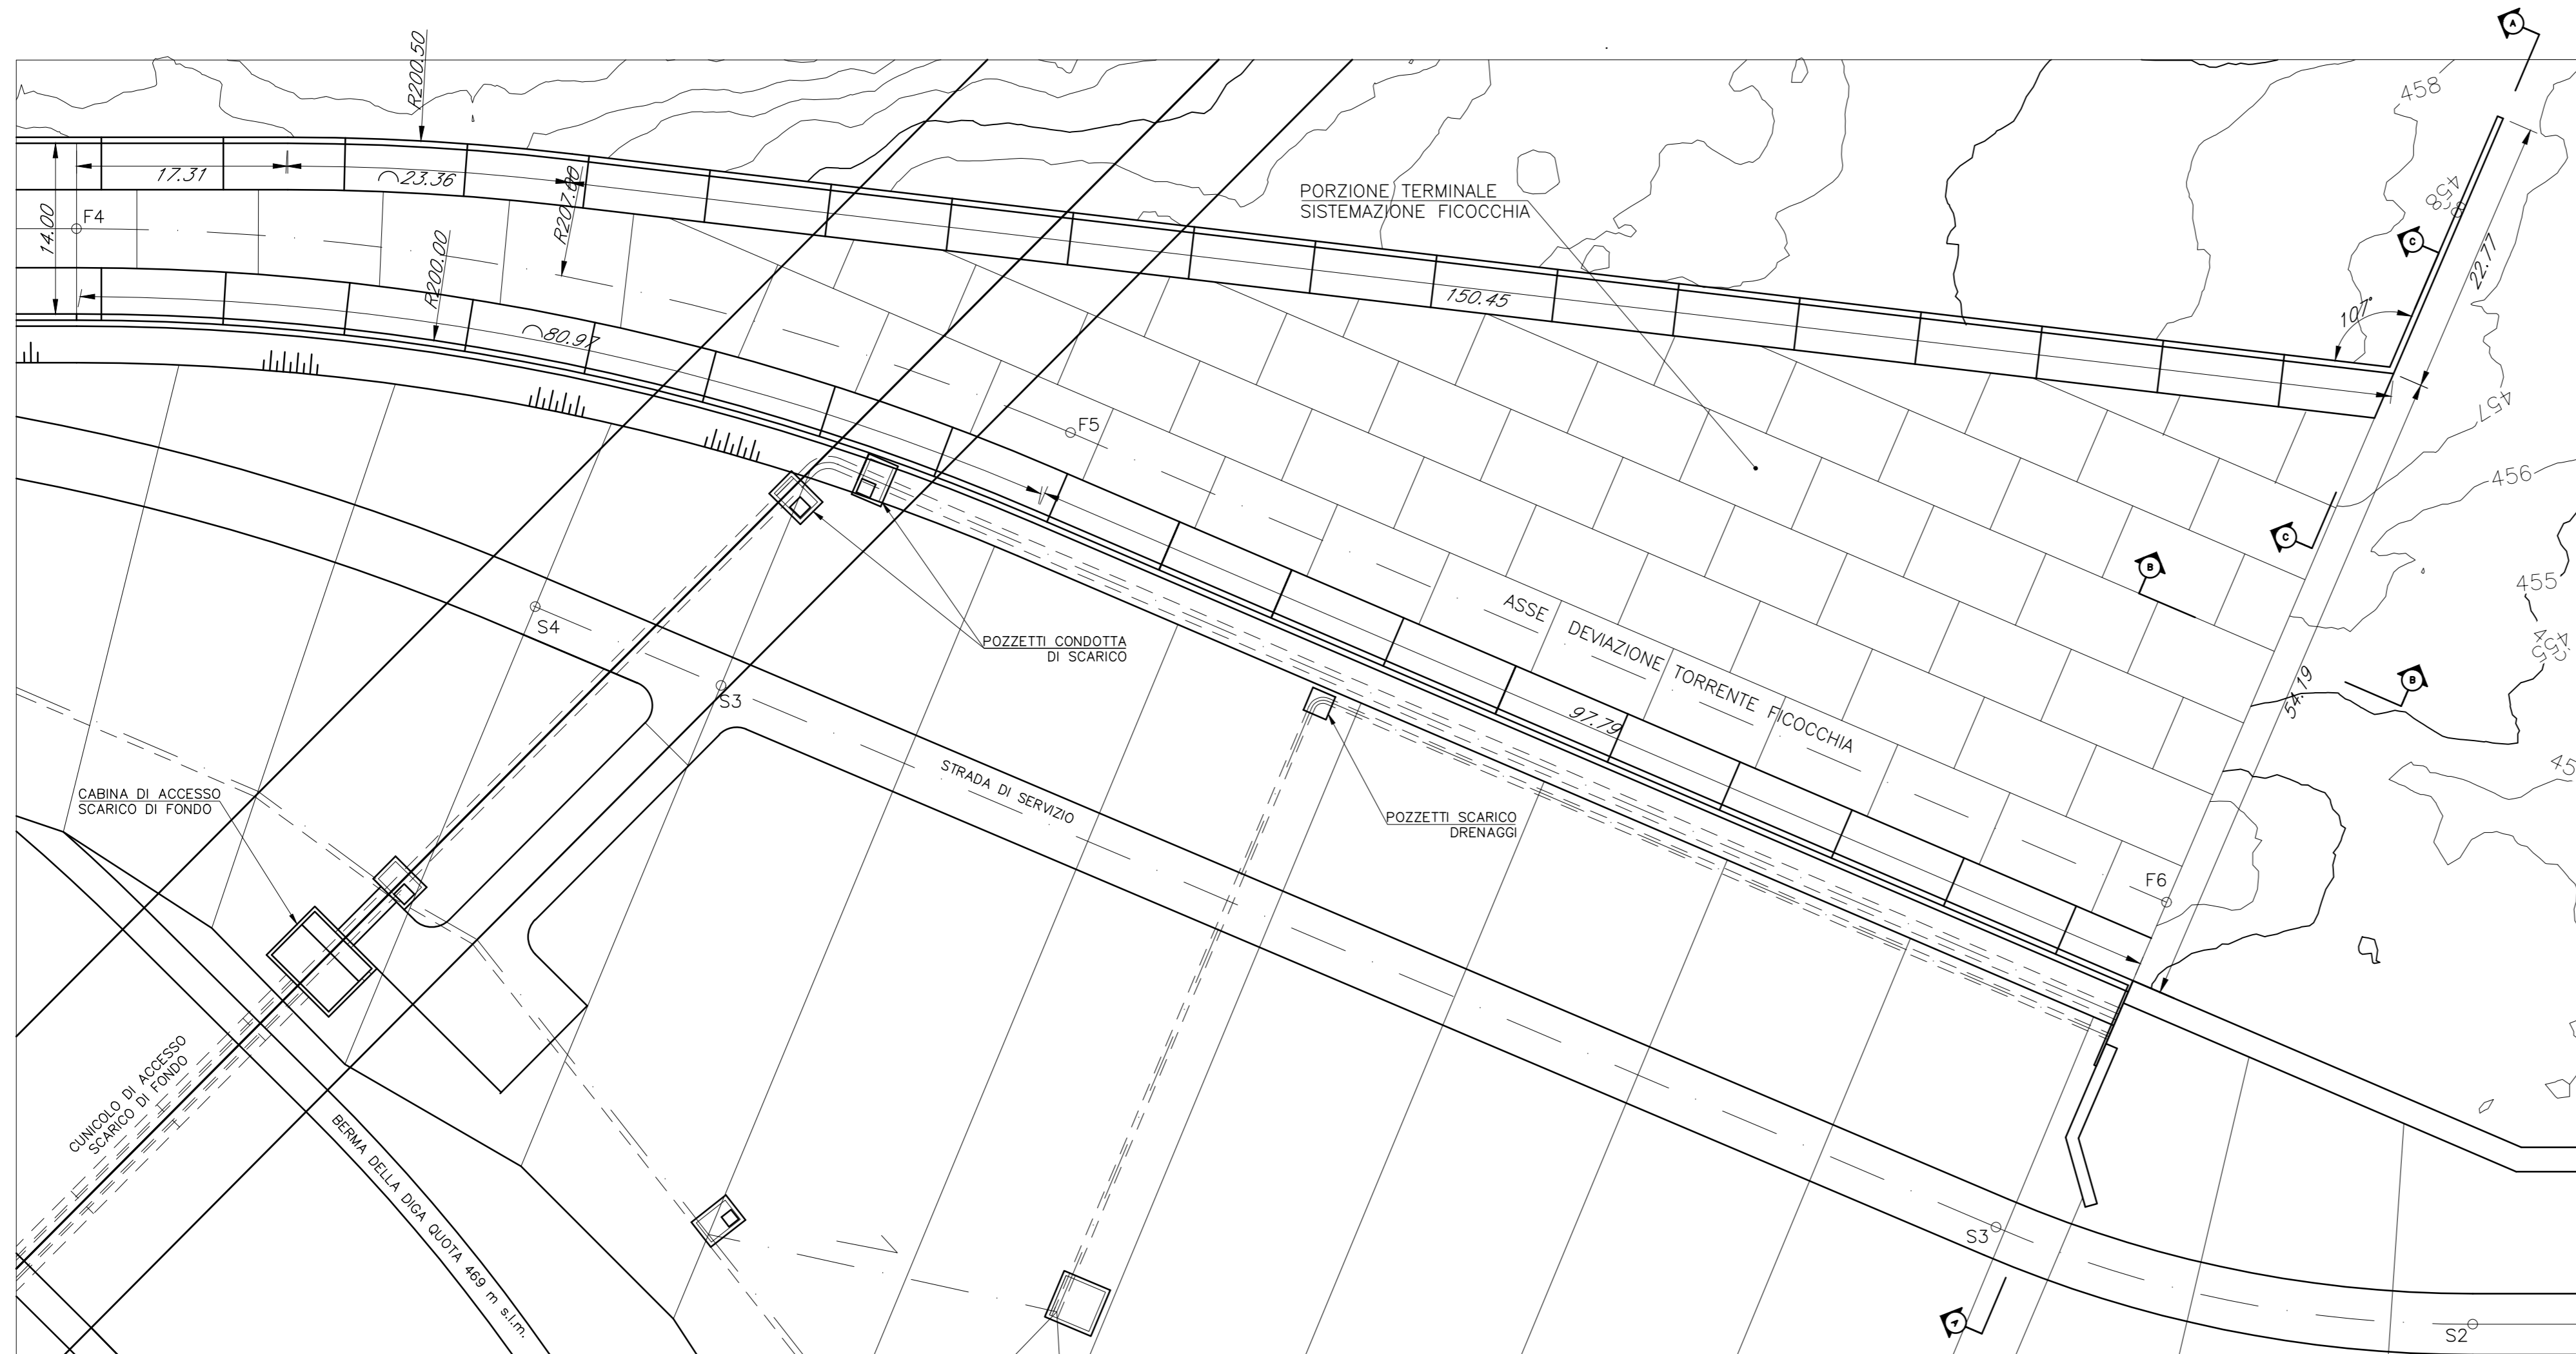 R200.50
458
17.31
⌒23.36
R207.00
PORZIONE TERMINALE
SISTEMAZIONE FICOCCHIA
458
14.00
F4
R200.00
C
22.77
A
150.45
107°
⌒80.97
457
F5
456
C
B
455
ASSE DEVIAZIONE TORRENTE FICOCCHIA
S4
POZZETTI CONDOTTA
DI SCARICO
454
455
B
S3
54.19
97.79
STRADA DI SERVIZIO
CABINA DI ACCESSO
SCARICO DI FONDO
POZZETTI SCARICO
DRENAGGI
F6
CUNICOLO DI ACCESSO
SCARICO DI FONDO
BERMA DELLA DIGA QUOTA 469 m s.l.m.
S3
A
S2